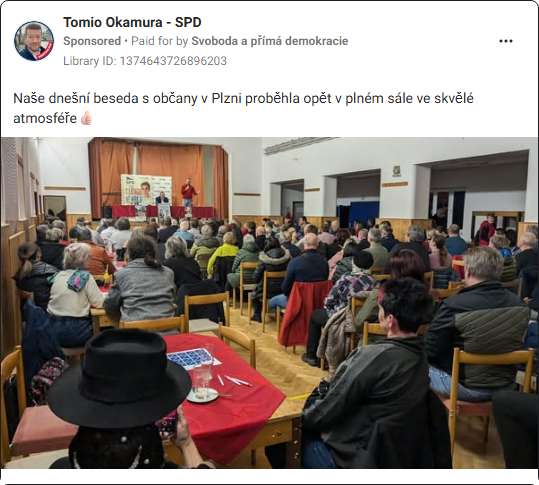 Tomio Okamura - SPD
Sponsored • Paid for by Svoboda a přímá demokracie
Library ID: 1374643726896203
Naše dnešní beseda s občany v Plzni proběhla opět v plném sále ve skvělé
atmosféře👍🏻
SPD